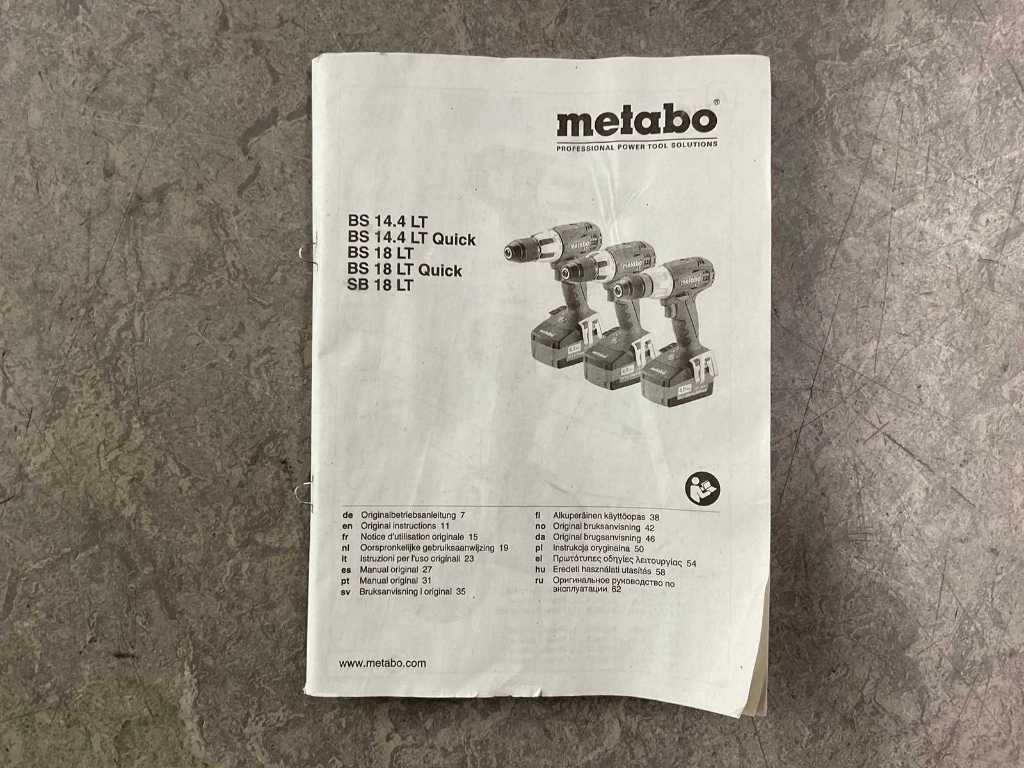 metabo®
PROFESSIONAL POWER TOOL SOLUTIONS
BS 14.4 LT
BS 14.4 LT Quick
BS 18 LT
BS 18 LT Quick
SB 18 LT
metabo
metabo
metabo
metabo
de Originalbetriebsanleitung 7
en Original instructions 11
fr Notice d'utilisation originale 15
nl Oorspronkelijke gebruiksaanwijzing 19
it Istruzioni per l'uso originali 23
es Manual original 27
pt Manual original 31
sv Bruksanvisning i original 35
fi Alkuperäinen käyttöopas 38
no Original bruksanvisning 42
da Original brugsanvisning 46
pl Instrukcja oryginalna 50
el Πρωτότυπες οδηγίες λειτουργίας 54
hu Eredeti használati utasítás 58
ru Оригинальное руководство по
эксплуатации 62
www.metabo.com